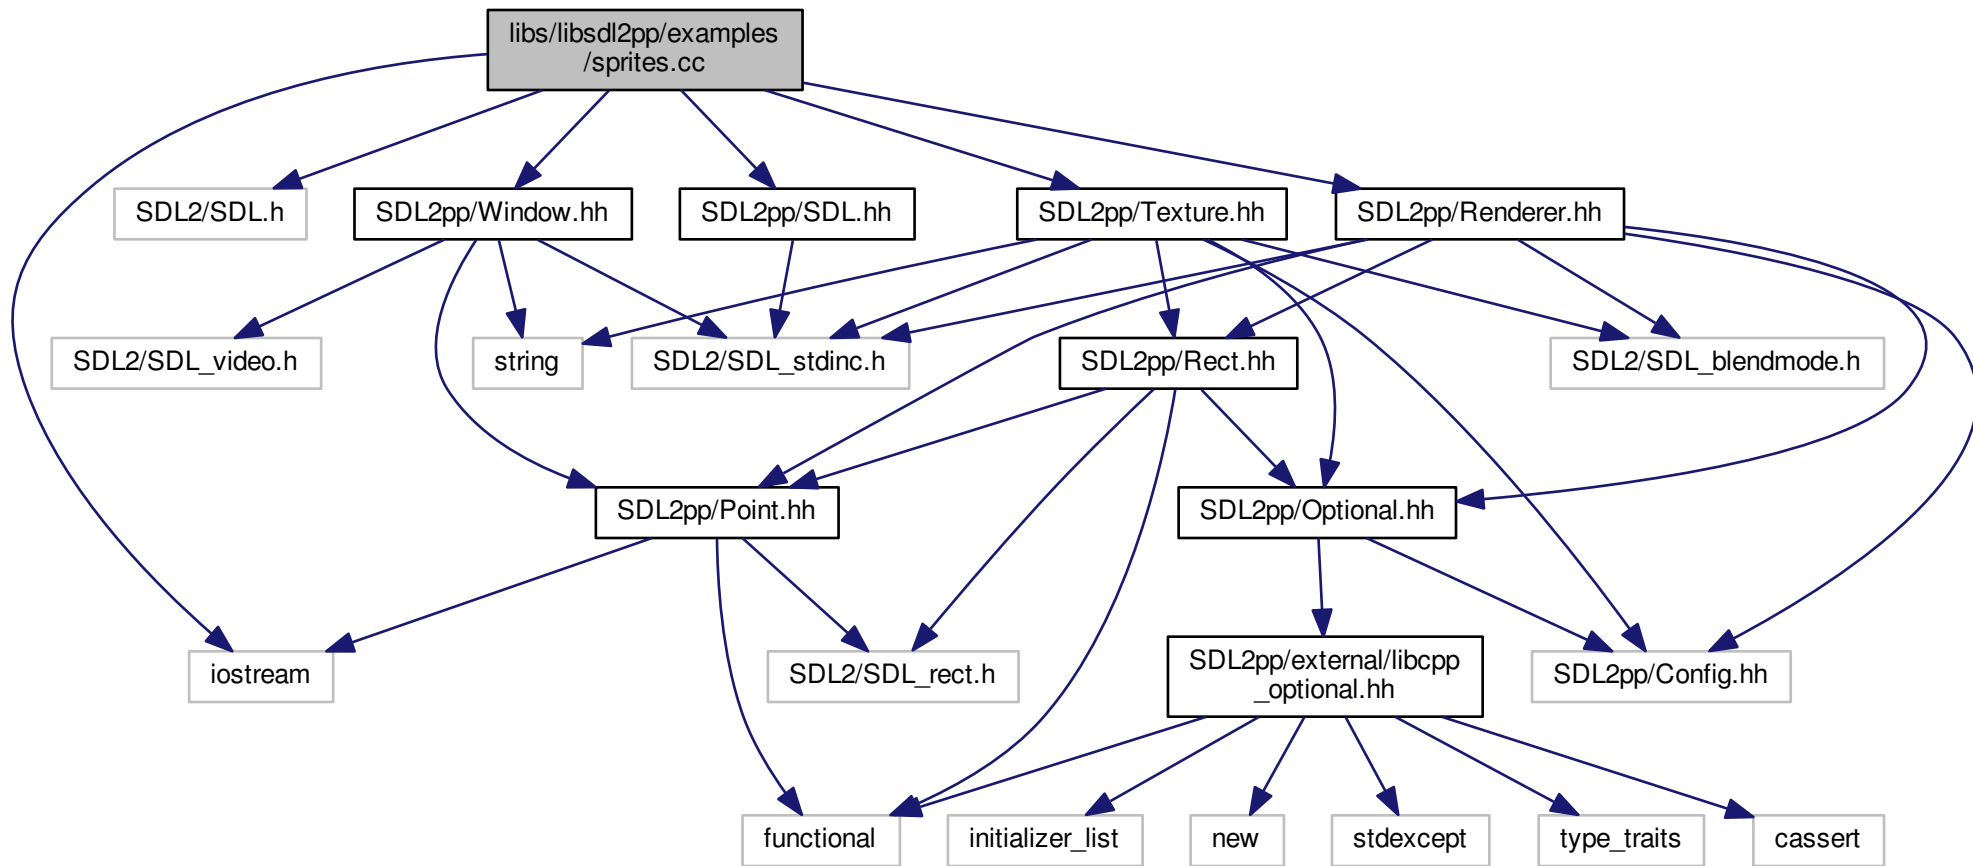 libs/libsdl2pp/examples
/sprites.cc
SDL2/SDL.h
SDL2pp/Window.hh
SDL2pp/SDL.hh
SDL2pp/Texture.hh
SDL2pp/Renderer.hh
SDL2/SDL_video.h
string
SDL2/SDL_stdinc.h
SDL2pp/Rect.hh
SDL2/SDL_blendmode.h
SDL2pp/Point.hh
SDL2pp/Optional.hh
iostream
SDL2/SDL_rect.h
SDL2pp/external/libcpp
_optional.hh
SDL2pp/Config.hh
functional
initializer_list
new
stdexcept
type_traits
cassert